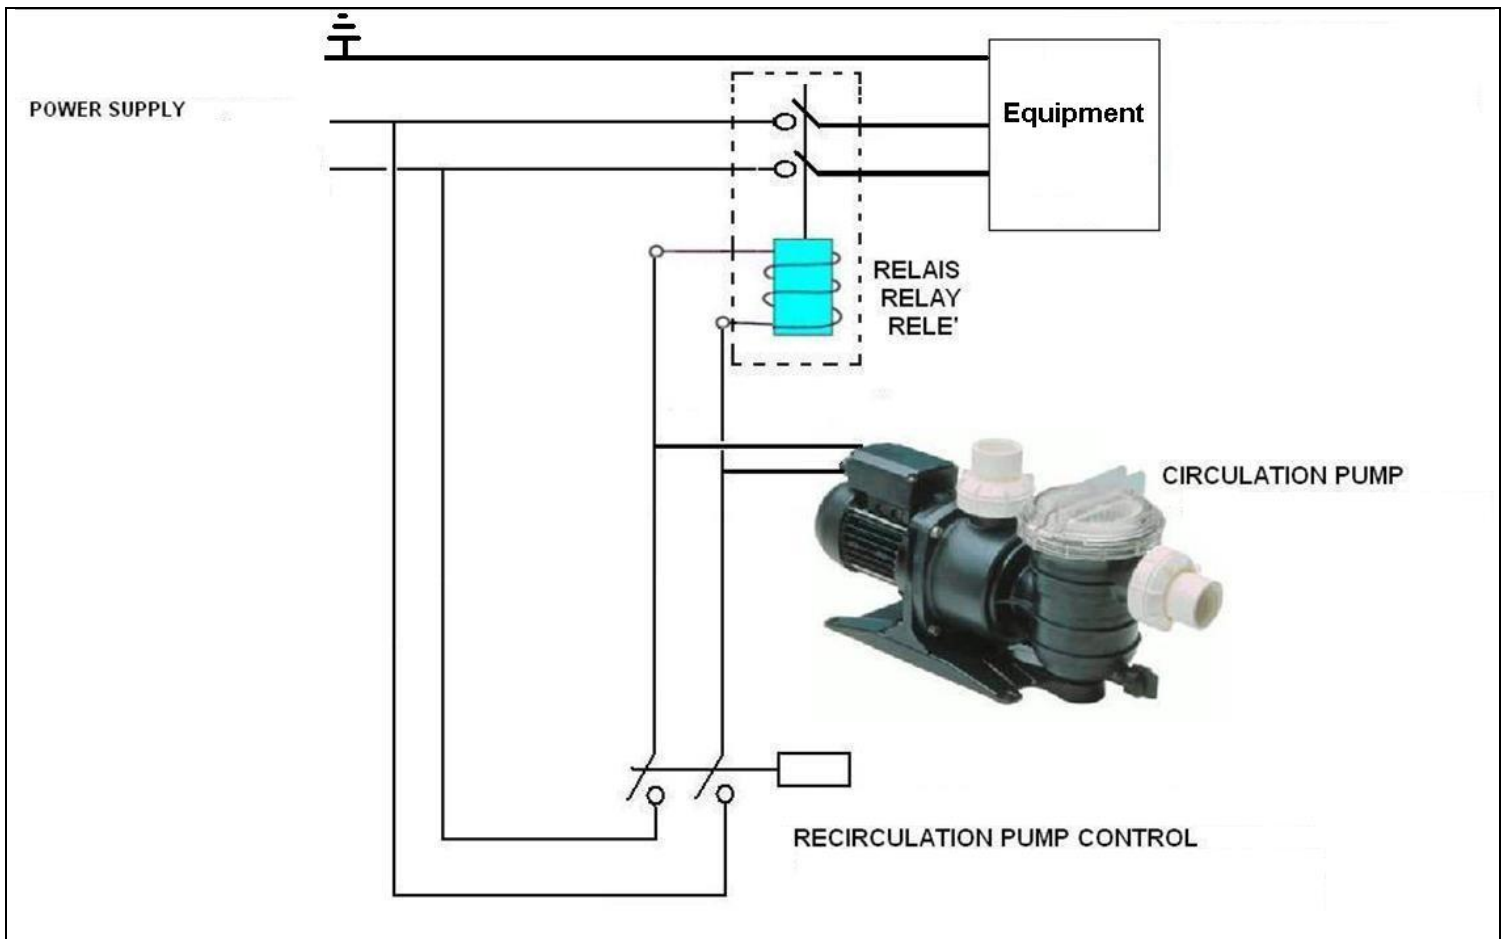 POWER SUPPLY
Equipment
RELAIS
RELAY
RELE'
CIRCULATION PUMP
RECIRCULATION PUMP CONTROL